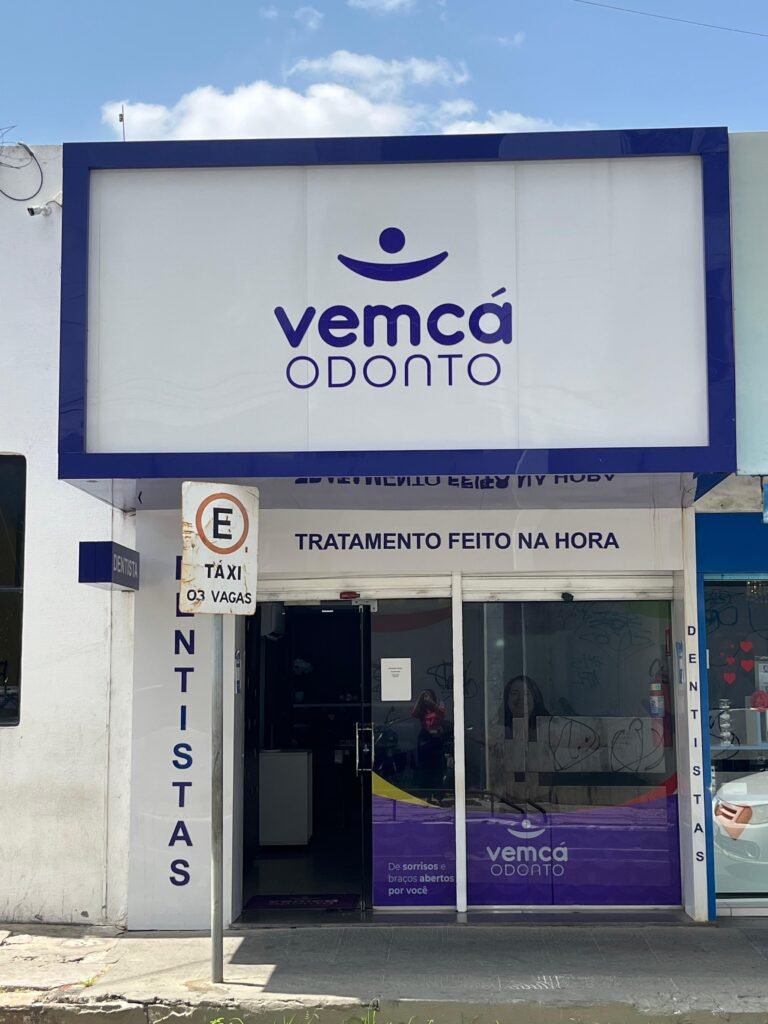 vemcá
ODONTO
TRATAMENTO FEITO NA HORA
DENTISTA
E
TÁXI
03 VAGAS
DENTISTAS
DENTISTAS
De sorrisos e
braços abertos
por você
vemcá
ODONTO